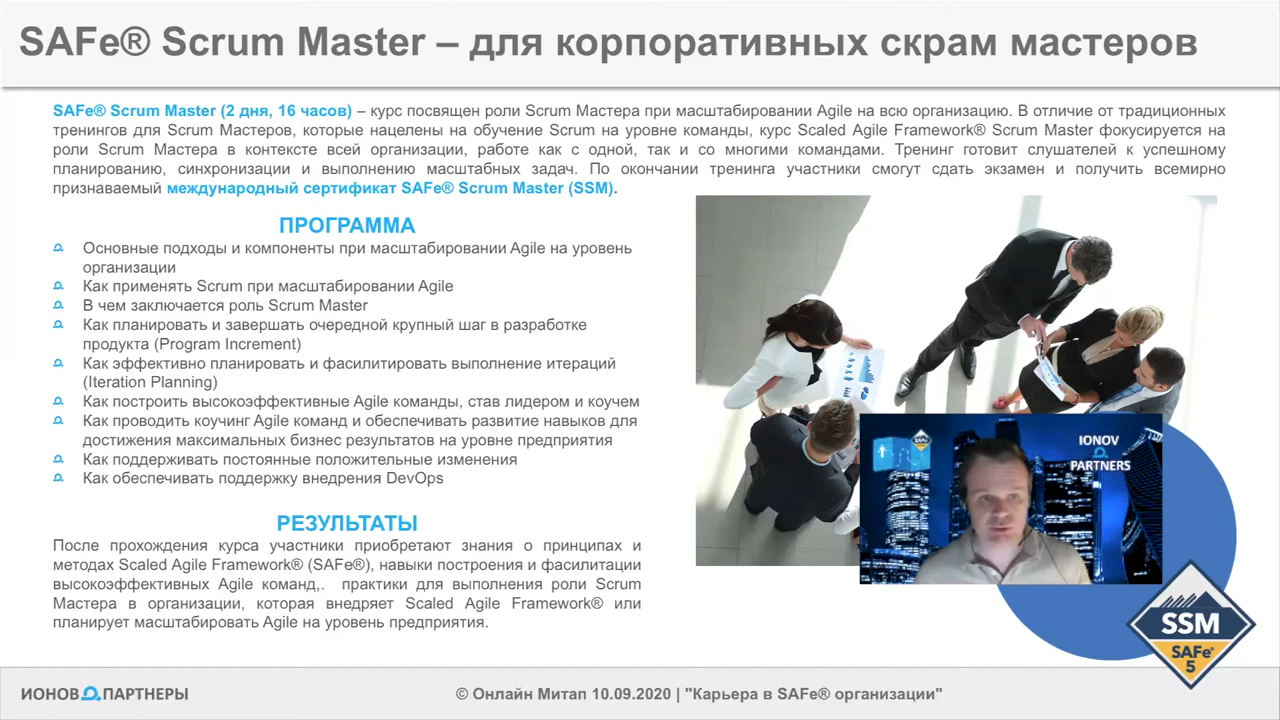 SAFe® Scrum Master – для корпоративных скрам мастеров
SAFe® Scrum Master (2 дня, 16 часов) – курс посвящен роли Scrum Мастера при масштабировании Agile на всю организацию. В отличие от традиционных
тренингов для Scrum Мастеров, которые нацелены на обучение Scrum на уровне команды, курс Scaled Agile Framework® Scrum Master фокусируется на
роли Scrum Мастера в контексте всей организации, работе как с одной, так и со многими командами. Тренинг готовит слушателей к успешному
планированию, синхронизации и выполнению масштабных задач. По окончании тренинга участники смогут сдать экзамен и получить всемирно
признаваемый международный сертификат SAFe® Scrum Master (SSM).
ПРОГРАММА
Основные подходы и компоненты при масштабировании Agile на уровень
организации
Как применять Scrum при масштабировании Agile
В чем заключается роль Scrum Master
Как планировать и завершать очередной крупный шаг в разработке
продукта (Program Increment)
Как эффективно планировать и фасилитировать выполнение итераций
(Iteration Planning)
Как построить высокоэффективные Agile команды, став лидером и коучем
Как проводить коучинг Agile команд и обеспечивать развитие навыков для
достижения максимальных бизнес результатов на уровне предприятия
Как поддерживать постоянные положительные изменения
Как обеспечивать поддержку внедрения DevOps
РЕЗУЛЬТАТЫ
После прохождения курса участники приобретают знания о принципах и
методах Scaled Agile Framework® (SAFe®), навыки построения и фасилитации
высокоэффективных Agile команд,. практики для выполнения роли Scrum
Мастера в организации, которая внедряет Scaled Agile Framework® или
планирует масштабировать Agile на уровень предприятия.
IONOV
PARTNERS
SSM
SAFe®
5
ИОНОВ ПАРТНЕРЫ
© Онлайн Митап 10.09.2020 | "Карьера в SAFe® организации"